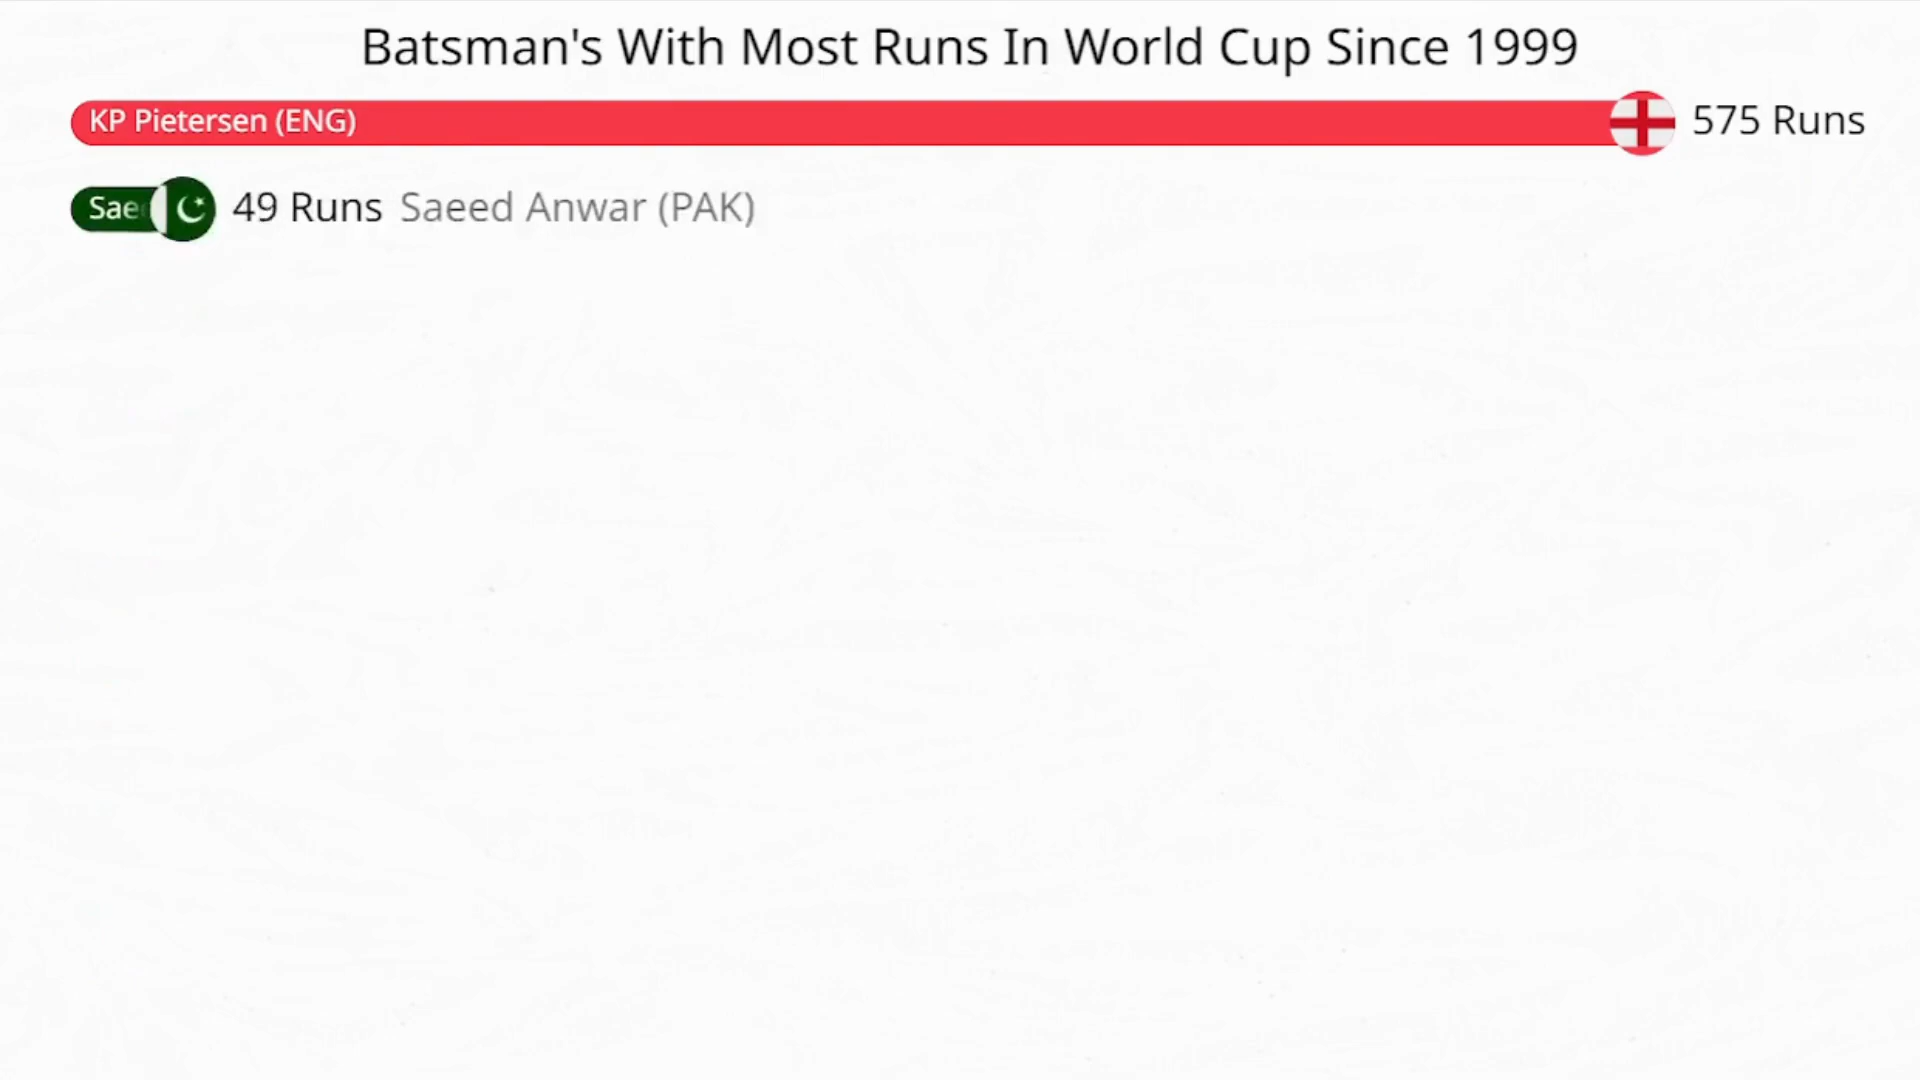 Batsman's With Most Runs In World Cup Since 1999
KP Pietersen (ENG) 575 Runs
Sae 49 Runs Saeed Anwar (PAK)